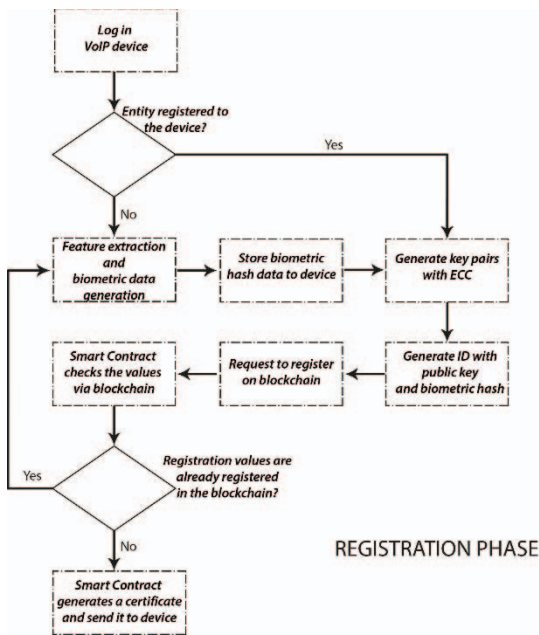 Log in
VoIP device
Entity registered to
the device?
Yes
No
Feature extraction
and
biometric data
generation
Store biometric
hash data to device
Generate key pairs
with ECC
Smart Contract
checks the values
via blockchain
Request to register
on blockchain
Generate ID with
public key
and biometric hash
Registration values are
already registered
in the blockchain?
Yes
No
REGISTRATION PHASE
Smart Contract
generates a certificate
and send it to device